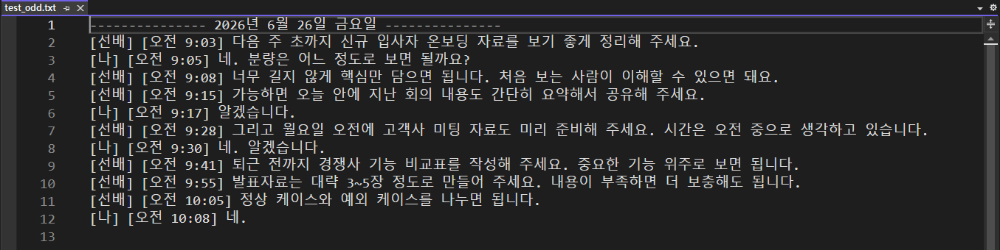 test_odd.txt
1 --------------- 2026년 6월 26일 금요일 ---------------
2 [선배] [오전 9:03] 다음 주 초까지 신규 입사자 온보딩 자료를 보기 좋게 정리해 주세요.
3 [나] [오전 9:05] 네. 분량은 어느 정도로 보면 될까요?
4 [선배] [오전 9:08] 너무 길지 않게 핵심만 담으면 됩니다. 처음 보는 사람이 이해할 수 있으면 돼요.
5 [선배] [오전 9:15] 가능하면 오늘 안에 지난 회의 내용도 간단히 요약해서 공유해 주세요.
6 [나] [오전 9:17] 알겠습니다.
7 [선배] [오전 9:28] 그리고 월요일 오전에 고객사 미팅 자료도 미리 준비해 주세요. 시간은 오전 중으로 생각하고 있습니다.
8 [나] [오전 9:30] 네. 알겠습니다.
9 [선배] [오전 9:41] 퇴근 전까지 경쟁사 기능 비교표를 작성해 주세요. 중요한 기능 위주로 보면 됩니다.
10 [선배] [오전 9:55] 발표자료는 대략 3~5장 정도로 만들어 주세요. 내용이 부족하면 더 보충해도 됩니다.
11 [선배] [오전 10:05] 정상 케이스와 예외 케이스를 나누면 됩니다.
12 [나] [오전 10:08] 네.
13